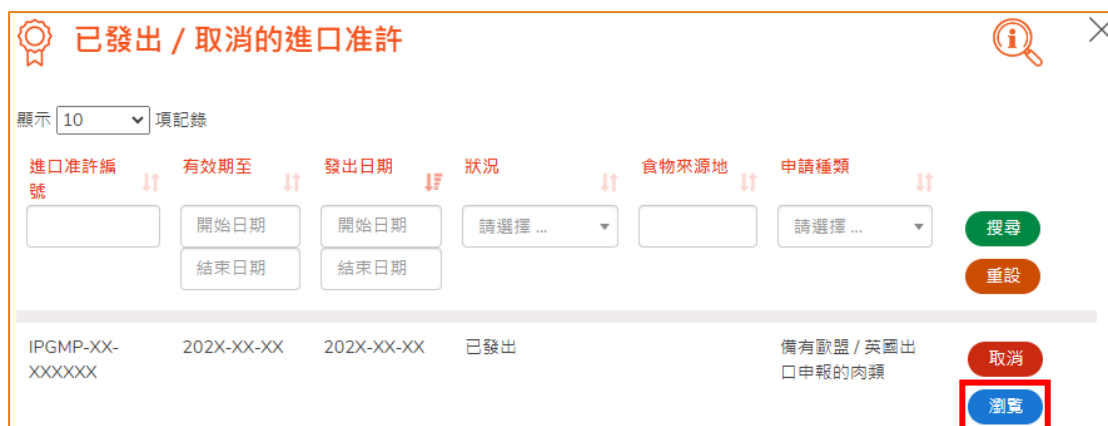 已發出 / 取消的進口准許
顯示 10 項記錄
進口准許編號 有效期至 發出日期 狀況 食物來源地 申請種類
開始日期 開始日期 請選擇 ... 請選擇 ... 搜尋
結束日期 結束日期 重設
IPGMP-XX-XXXXXX 202X-XX-XX 202X-XX-XX 已發出 備有歐盟 / 英國出口申報的肉類 取消
瀏覽